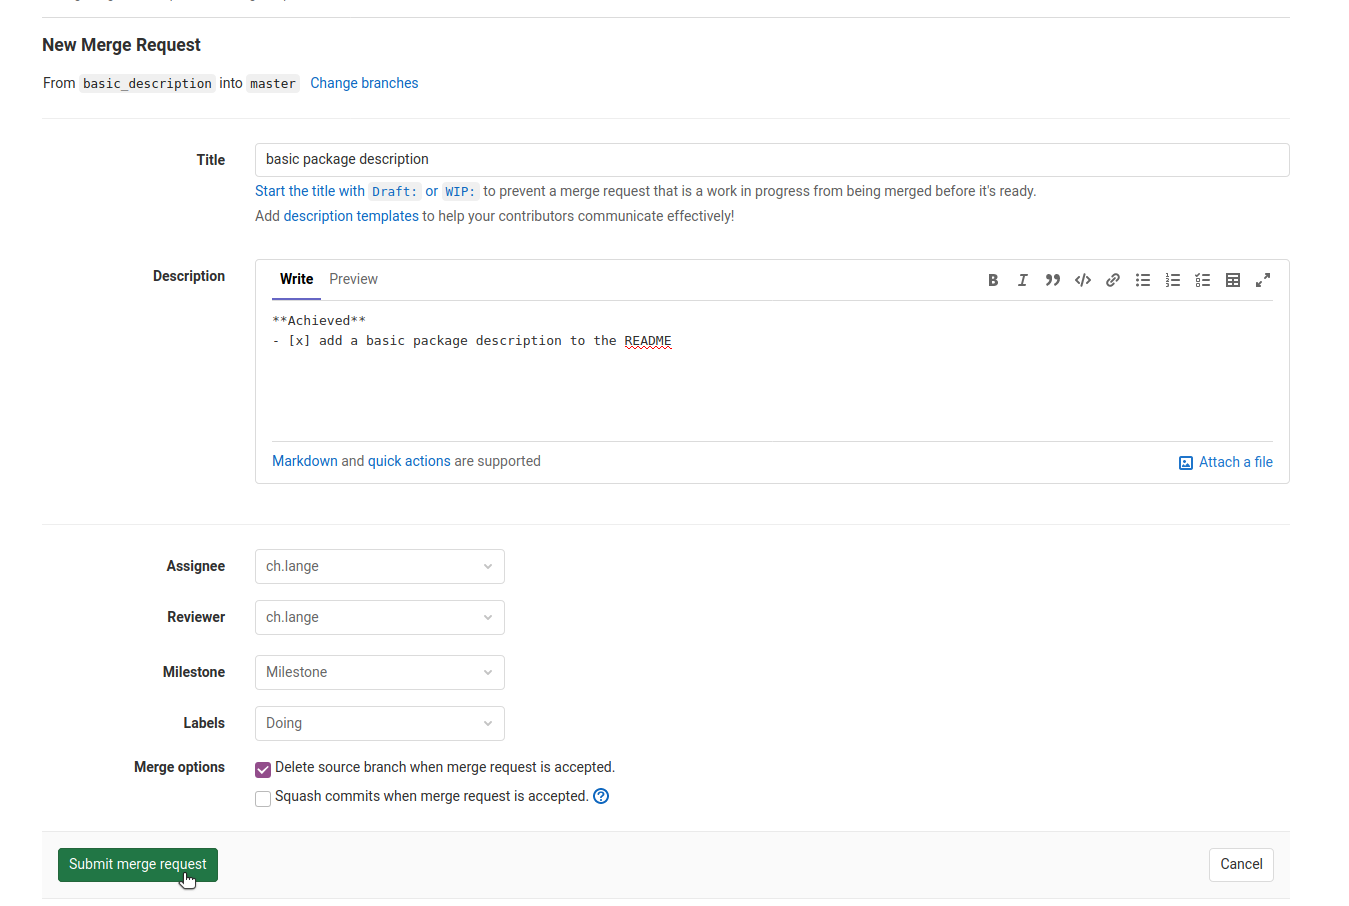 New Merge Request
From basic_description into master Change branches
Title
basic package description
Start the title with Draft: or WIP: to prevent a merge request that is a work in progress from being merged before it's ready.
Add description templates to help your contributors communicate effectively!
Description
Write Preview
**Achieved**
- [x] add a basic package description to the README
Markdown and quick actions are supported
Attach a file
Assignee
ch.lange
Reviewer
ch.lange
Milestone
Milestone
Labels
Doing
Merge options
Delete source branch when merge request is accepted.
Squash commits when merge request is accepted.
Submit merge request
Cancel